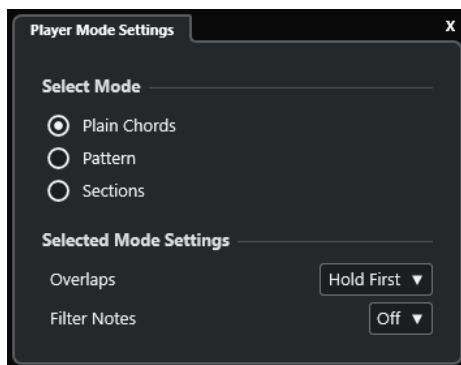 Player Mode Settings X
Select Mode
Plain Chords
Pattern
Sections
Selected Mode Settings
Overlaps Hold First ▼
Filter Notes Off ▼